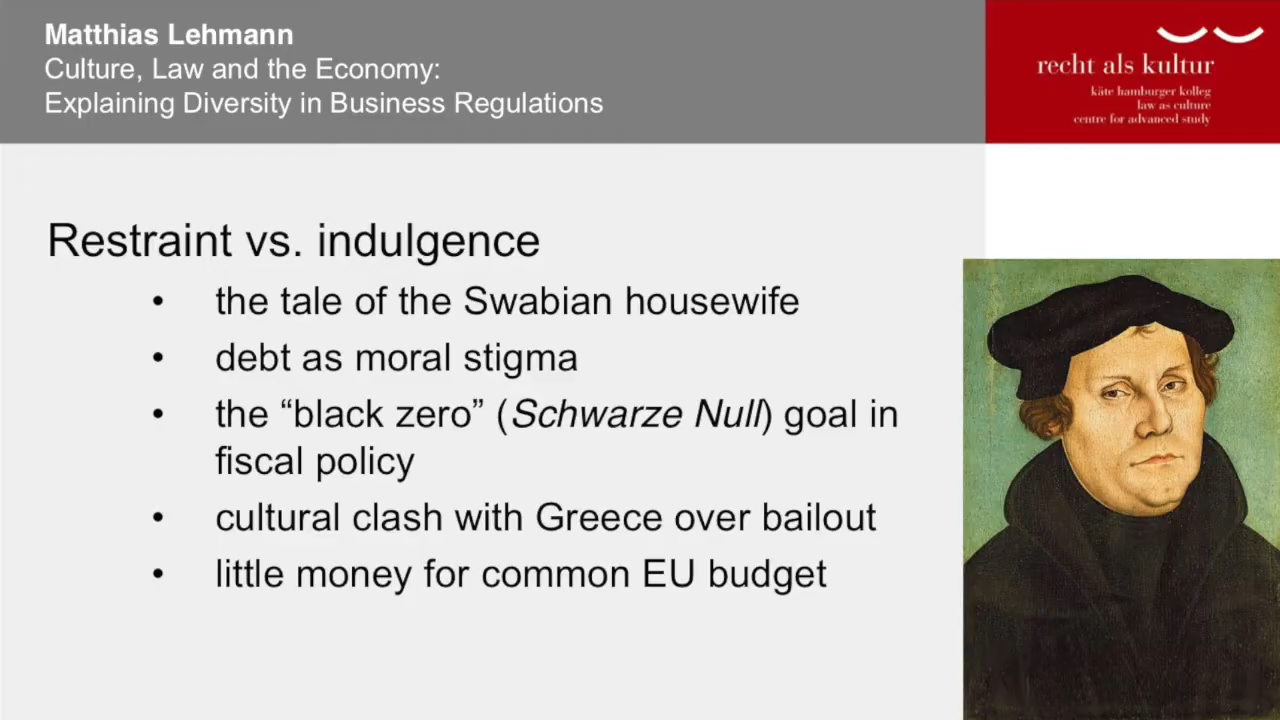 Matthias Lehmann
Culture, Law and the Economy:
Explaining Diversity in Business Regulations
recht als kultur
käte hamburger kolleg
law as culture
centre for advanced study
Restraint vs. indulgence
• the tale of the Swabian housewife
• debt as moral stigma
• the “black zero” (Schwarze Null) goal in
fiscal policy
• cultural clash with Greece over bailout
• little money for common EU budget